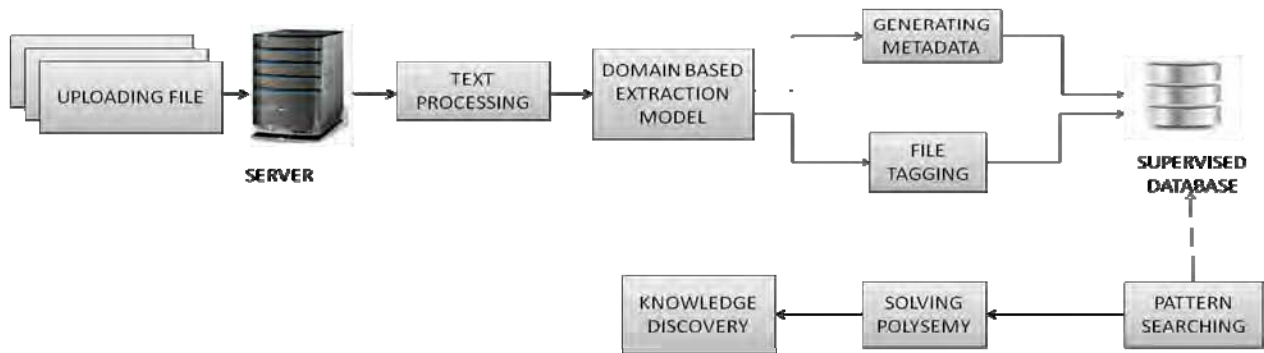 UPLOADING FILE
SERVER
TEXT
PROCESSING
DOMAIN BASED
EXTRACTION
MODEL
GENERATING
METADATA
FILE
TAGGING
SUPERVISED
DATABASE
KNOWLEDGE
DISCOVERY
SOLVING
POLYSEMY
PATTERN
SEARCHING